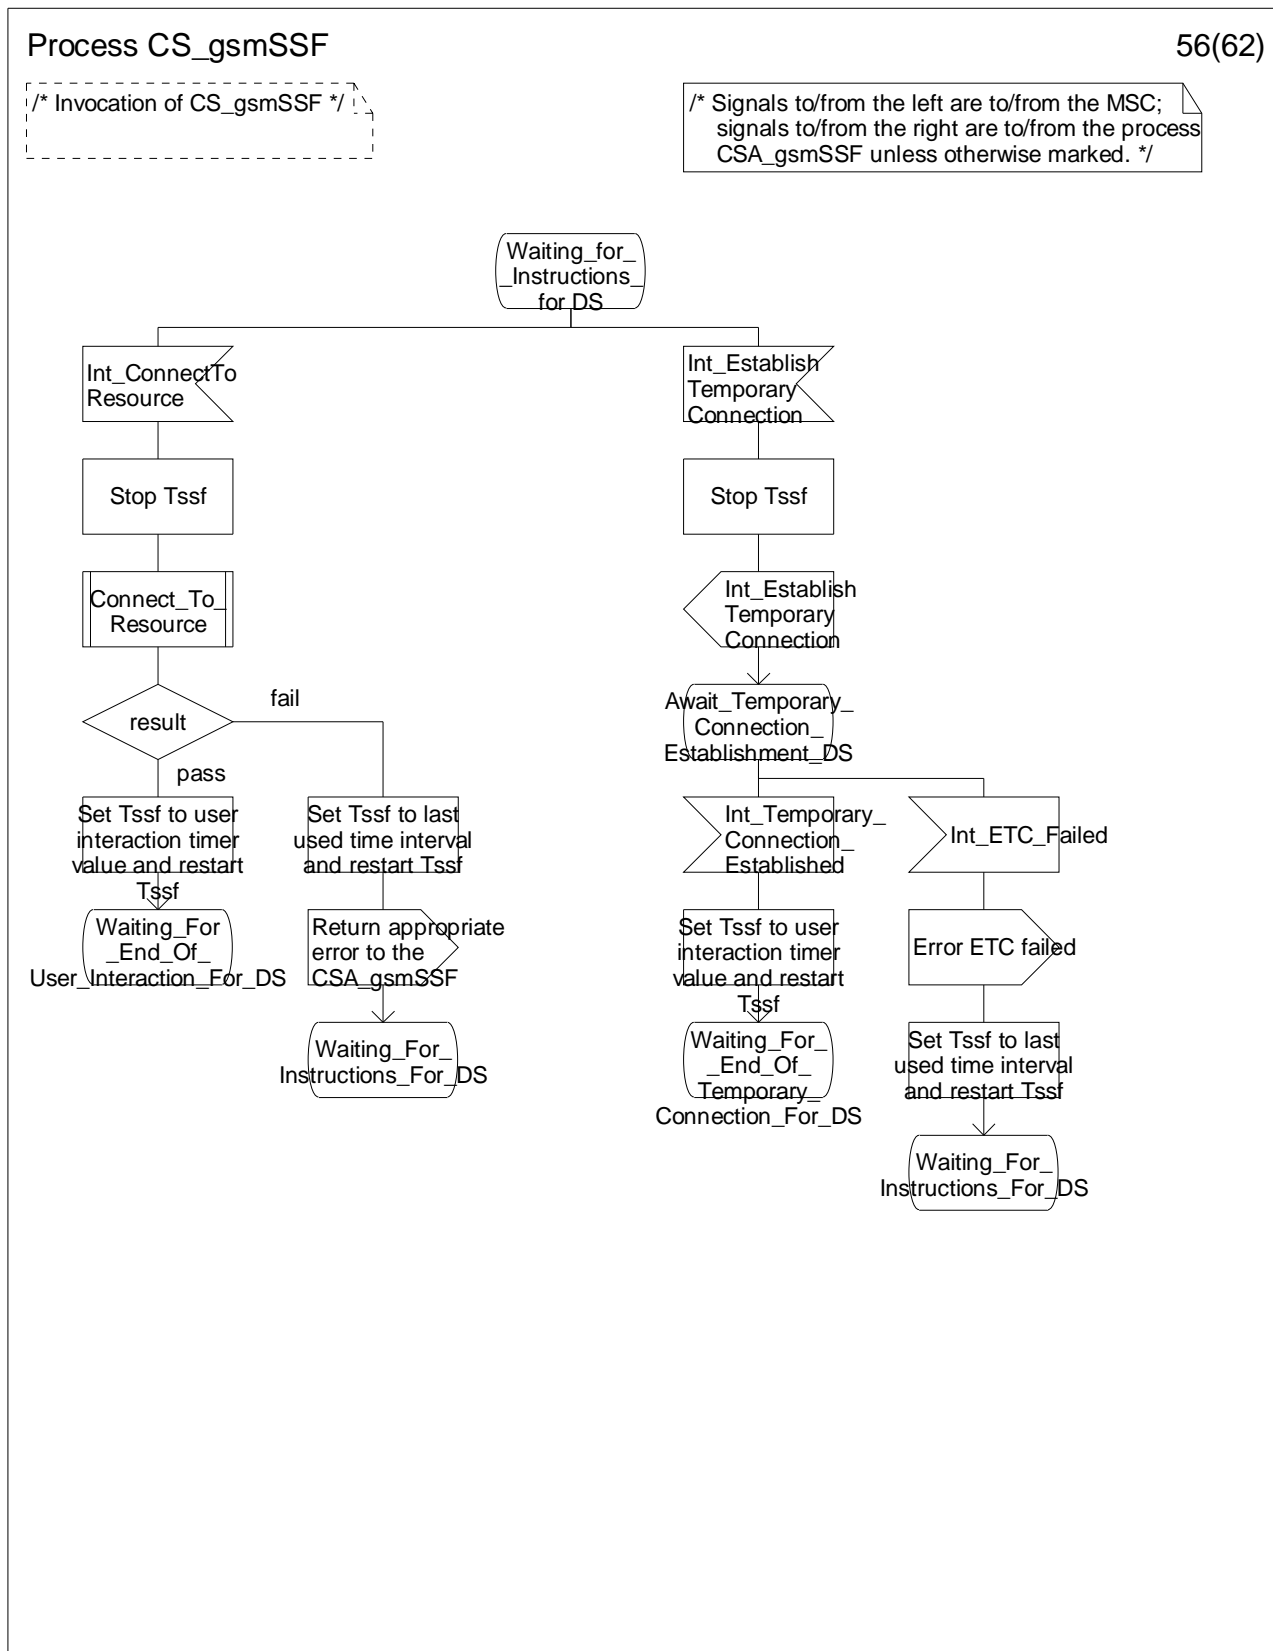 Process CS_gsmSSF
56(62)
/* Invocation of CS_gsmSSF */
/* Signals to/from the left are to/from the MSC;
signals to/from the right are to/from the process
CSA_gsmSSF unless otherwise marked. */
Waiting_for_
_Instructions_
for DS
Int_ConnectTo
Resource
Stop Tssf
Connect_To_
Resource
result
fail
pass
Set Tssf to user
interaction timer
value and restart
Tssf
Waiting_For
_End_Of_
User_Interaction_For_DS
Set Tssf to last
used time interval
and restart Tssf
Return appropriate
error to the
CSA_gsmSSF
Waiting_For_
Instructions_For_DS
Int_Establish
Temporary
Connection
Stop Tssf
Int_Establish
Temporary
Connection
Await_Temporary_
Connection_
Establishment_DS
Int_Temporary_
Connection_
Established
Set Tssf to user
interaction timer
value and restart
Tssf
Waiting_For_
_End_Of_
Temporary_
Connection_For_DS
Int_ETC_Failed
Error ETC failed
Set Tssf to last
used time interval
and restart Tssf
Waiting_For_
Instructions_For_DS